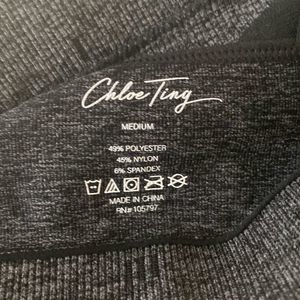 Chloe Ting
MEDIUM
49% POLYESTER
45% NYLON
6% SPANDEX
MADE IN CHINA
RN# 105797